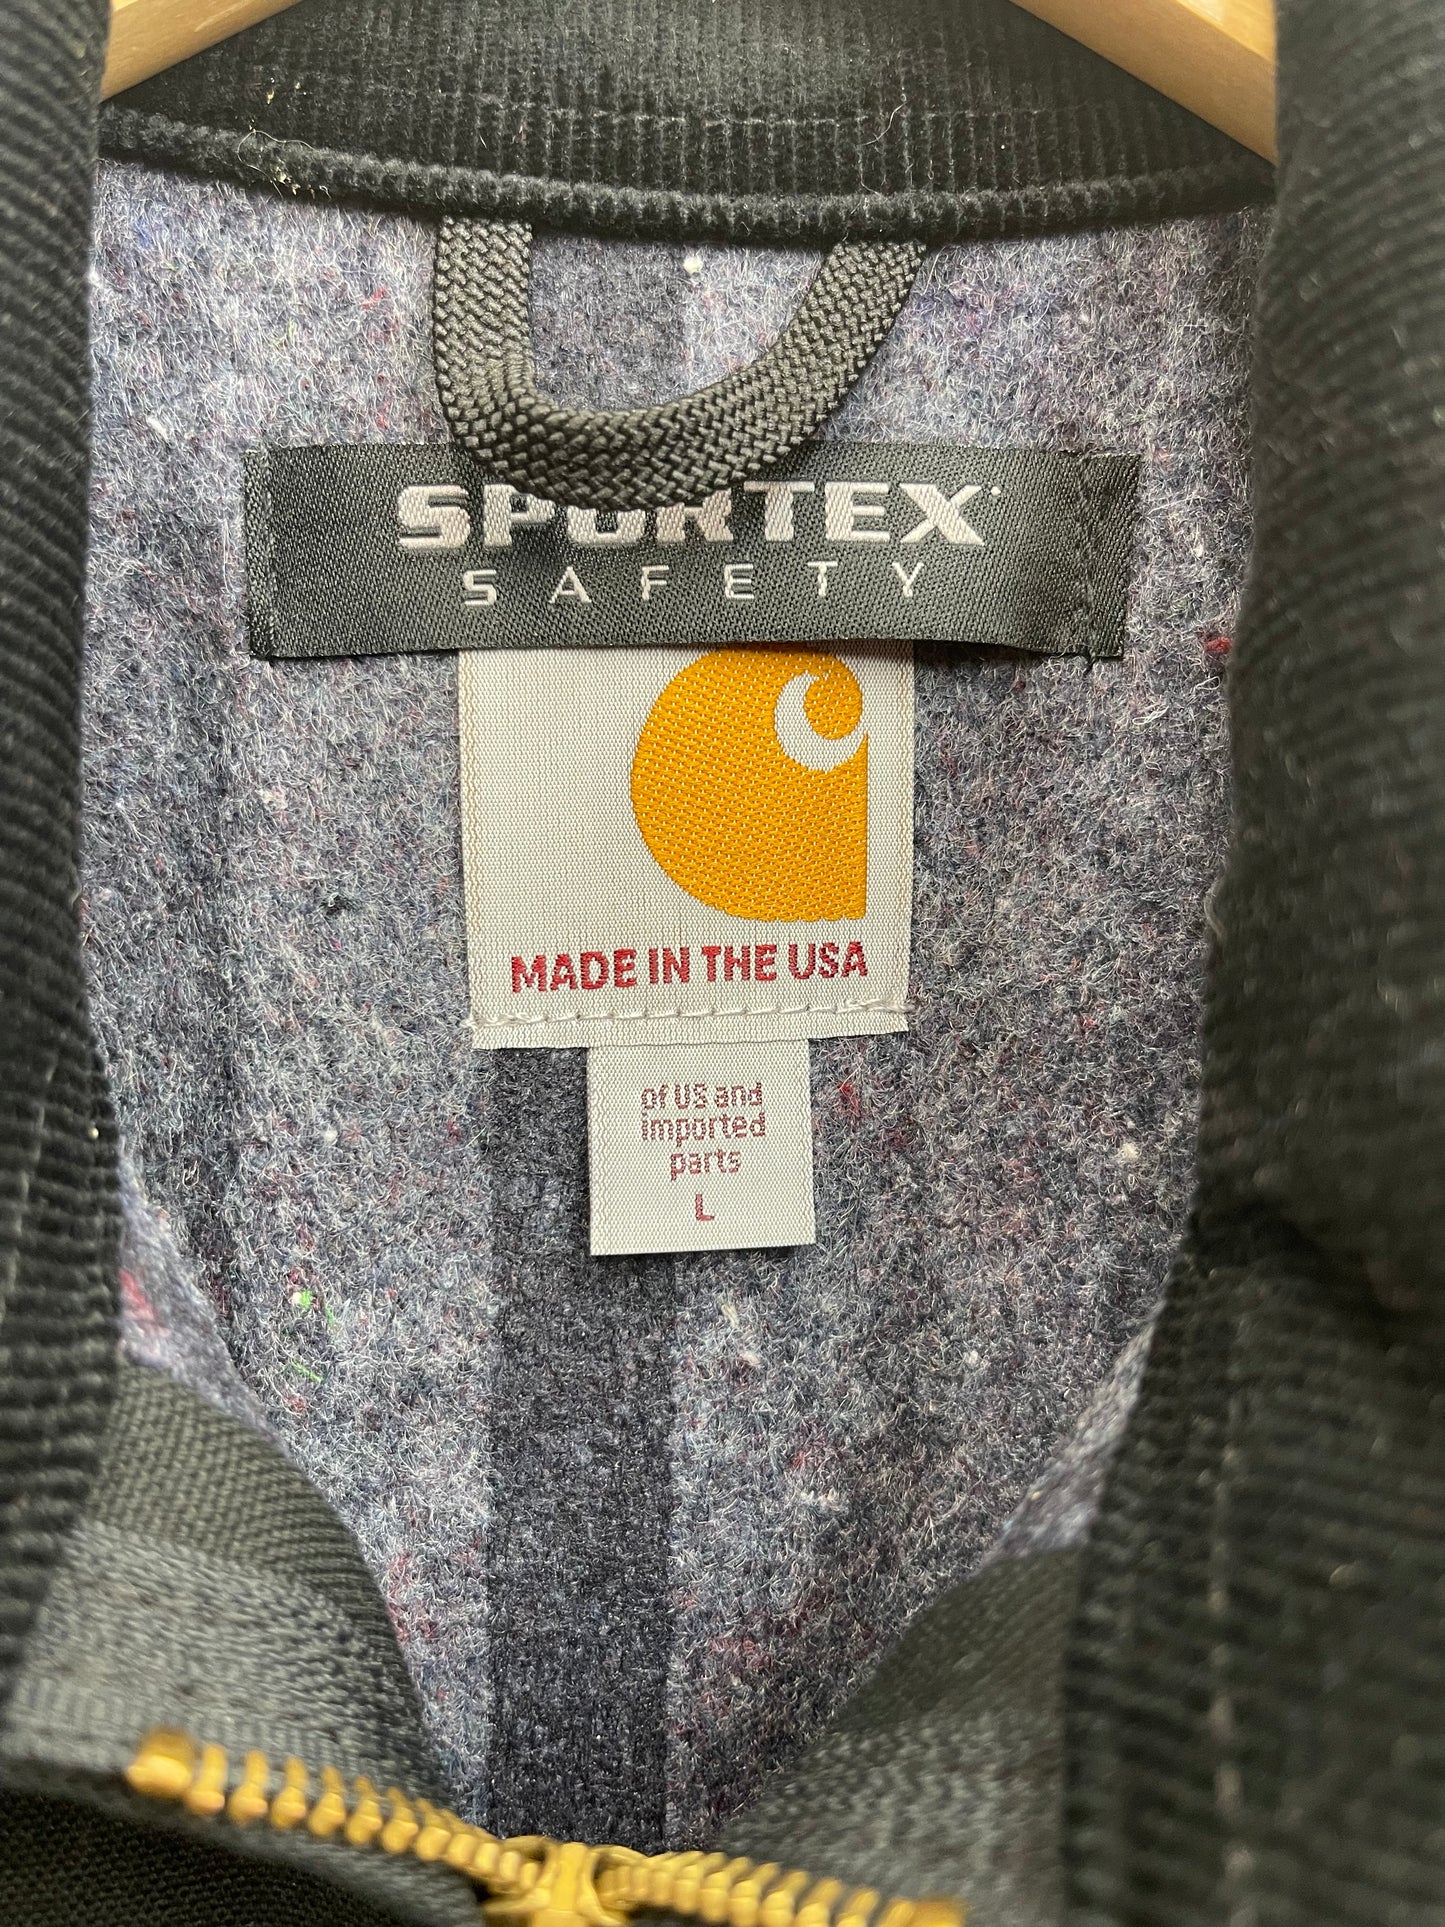 SPORTEX
SAFETY
MADE IN THE USA
of US and
imported
parts
L